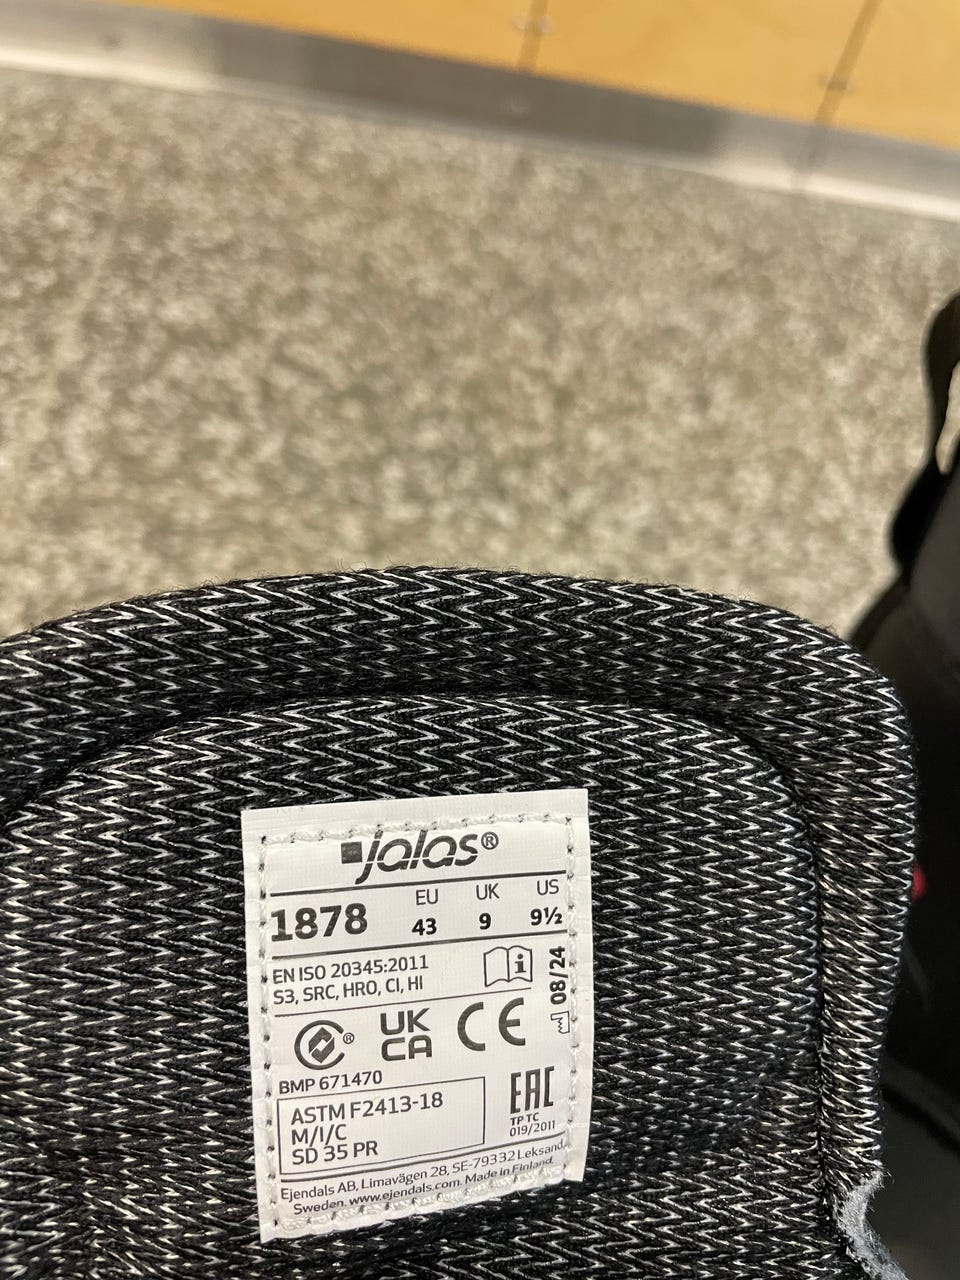 jalas®
EU UK US
1878 43 9 9½
EN ISO 20345:2011
S3, SRC, HRO, CI, HI
08/24
UK
CA
CE
BMP 671470
EAC
TP TC
019/2011
ASTM F2413-18
M/I/C
SD 35 PR
Ejendals AB, Limavägen 28, SE-79332 Leksand,
Sweden. www.ejendals.com. Made in Finland.